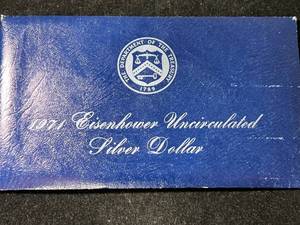 THE DEPARTMENT OF THE TREASURY
1789
1971 Eisenhower Uncirculated
Silver Dollar